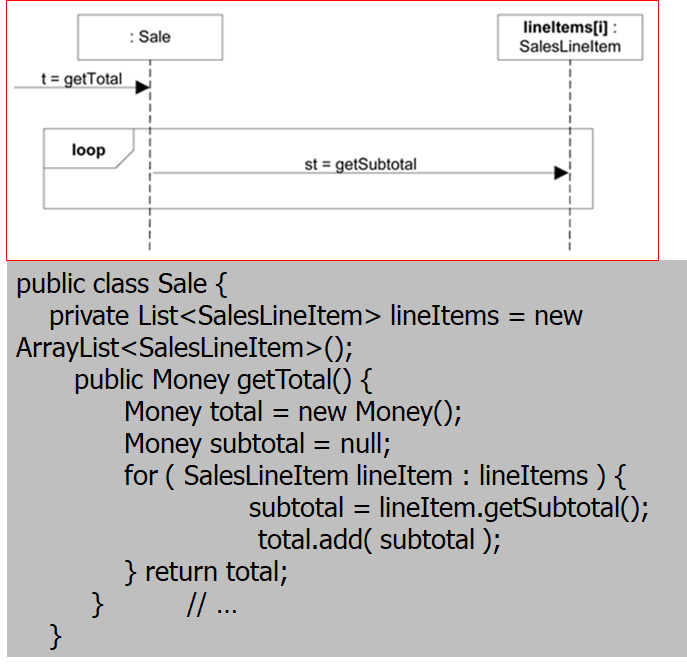 : Sale
lineItems[i] :
SalesLineItem
t = getTotal
loop
st = getSubtotal
public class Sale {
private List<SalesLineItem> lineItems = new
ArrayList<SalesLineItem>();
public Money getTotal() {
Money total = new Money();
Money subtotal = null;
for ( SalesLineItem lineItem : lineItems ) {
subtotal = lineItem.getSubtotal();
total.add( subtotal );
} return total;
} // ...
}